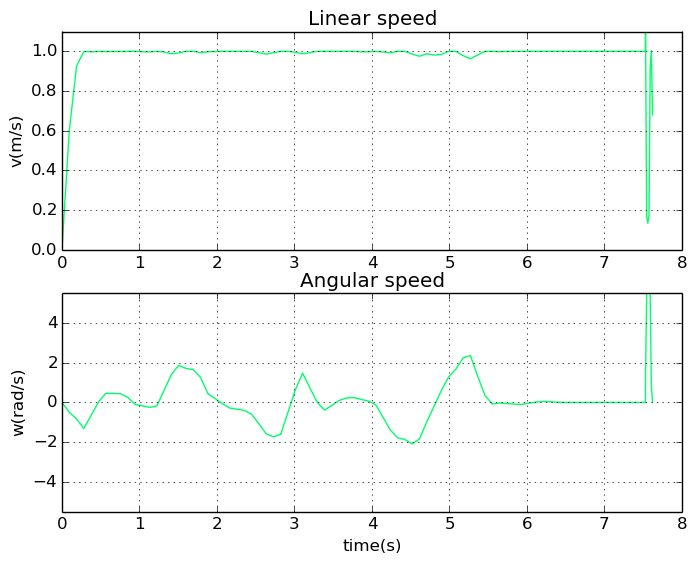 Linear speed
v(m/s)
1.0
0.8
0.6
0.4
0.2
0.0
0 1 2 3 4 5 6 7 8
Angular speed
w(rad/s)
4
2
0
−2
−4
0 1 2 3 4 5 6 7 8
time(s)